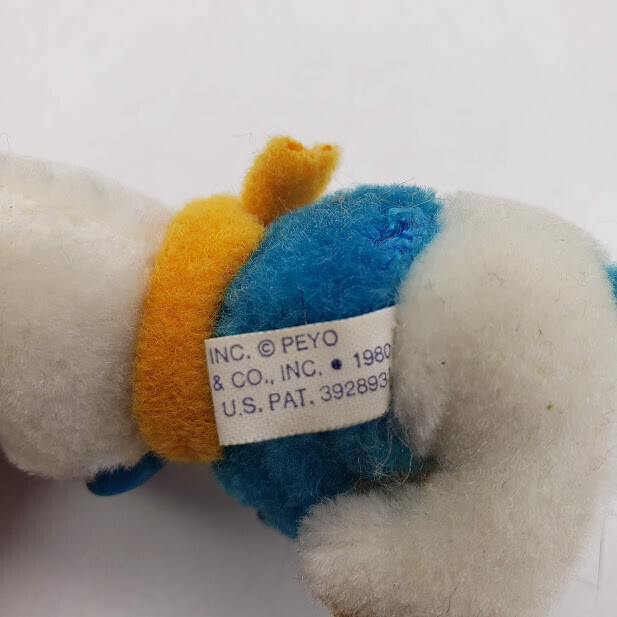 INC. © PEYO
& CO., INC. • 1980
U.S. PAT. 392893